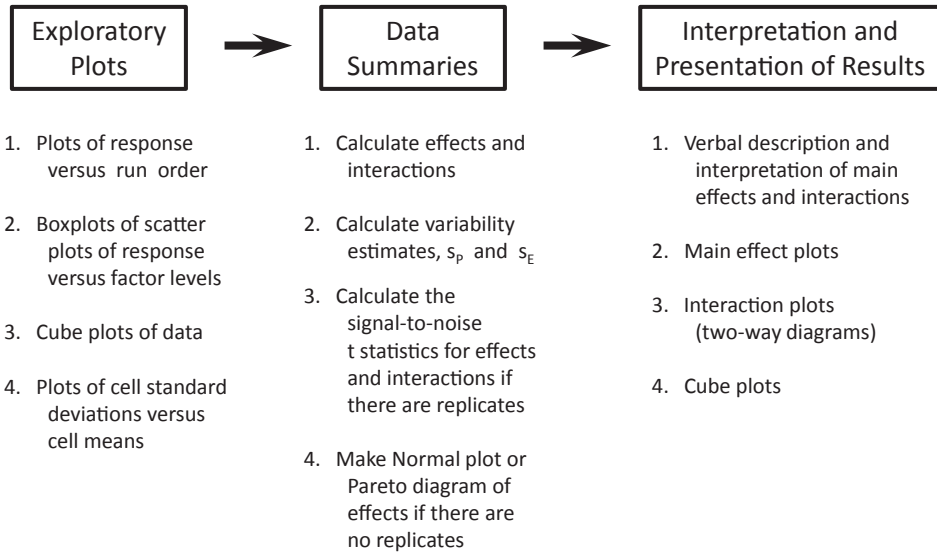 Exploratory
Plots
Data
Summaries
Interpretation and
Presentation of Results
1. Plots of response
versus run order
2. Boxplots of scatter
plots of response
versus factor levels
3. Cube plots of data
4. Plots of cell standard
deviations versus
cell means
1. Calculate effects and
interactions
2. Calculate variability
estimates, sP and sE
3. Calculate the
signal-to-noise
t statistics for effects
and interactions if
there are replicates
4. Make Normal plot or
Pareto diagram of
effects if there are
no replicates
1. Verbal description and
interpretation of main
effects and interactions
2. Main effect plots
3. Interaction plots
(two-way diagrams)
4. Cube plots